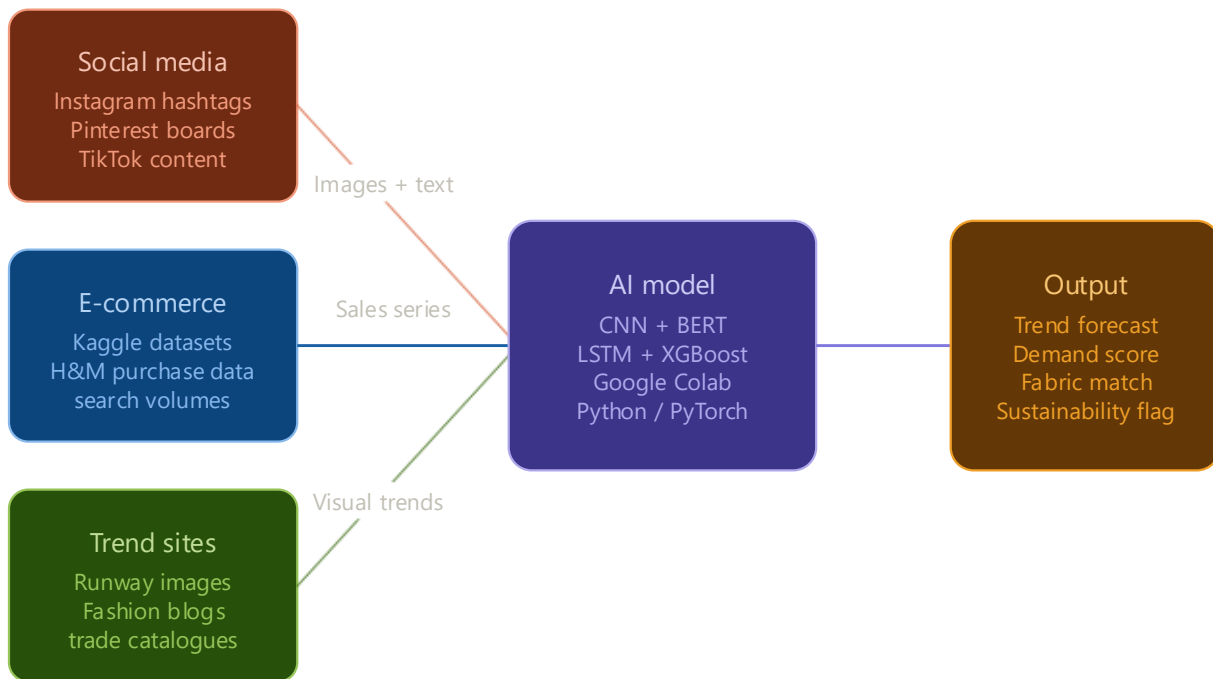 Social media
Instagram hashtags
Pinterest boards
TikTok content
Images + text
E-commerce
Kaggle datasets
H&M purchase data
search volumes
Sales series
Trend sites
Runway images
Fashion blogs
trade catalogues
Visual trends
AI model
CNN + BERT
LSTM + XGBoost
Google Colab
Python / PyTorch
Output
Trend forecast
Demand score
Fabric match
Sustainability flag